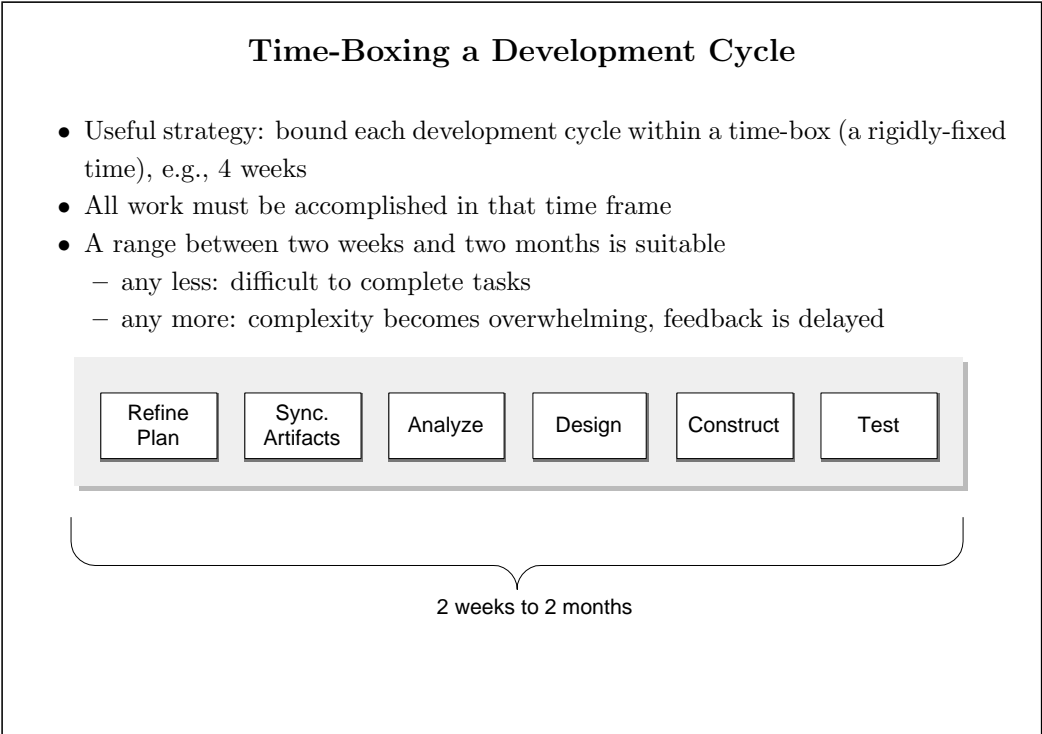 Time-Boxing a Development Cycle
• Useful strategy: bound each development cycle within a time-box (a rigidly-fixed
time), e.g., 4 weeks
• All work must be accomplished in that time frame
• A range between two weeks and two months is suitable
– any less: difficult to complete tasks
– any more: complexity becomes overwhelming, feedback is delayed
Refine
Plan
Sync.
Artifacts
Analyze
Design
Construct
Test
2 weeks to 2 months